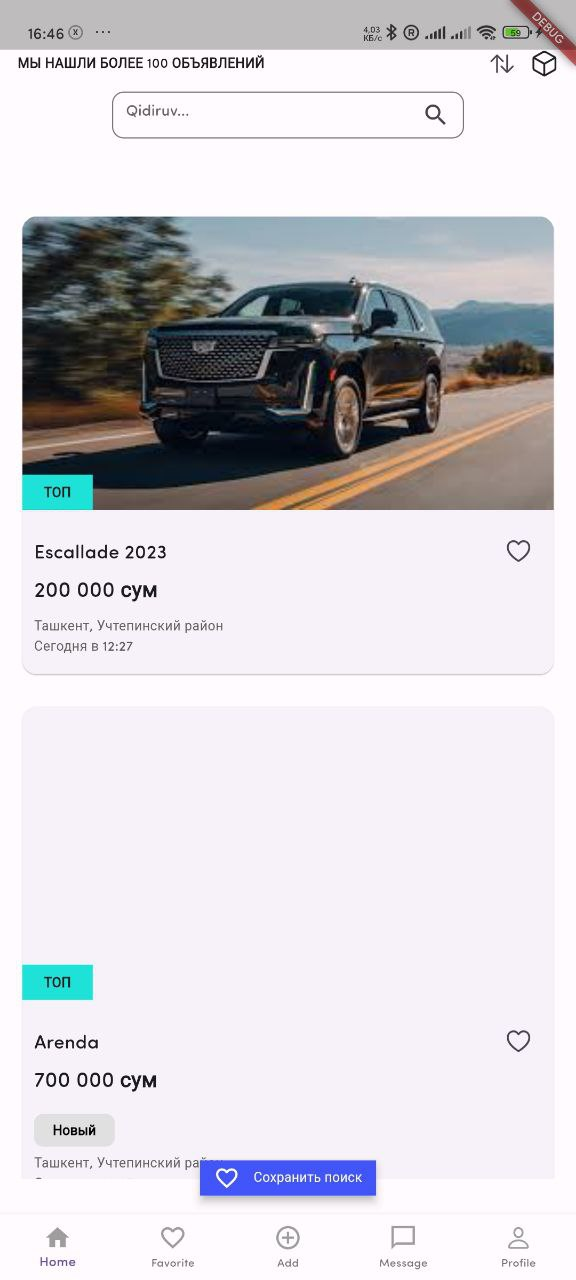 16:46
4,03
КБ/с
59
DEBUG
МЫ НАШЛИ БОЛЕЕ 100 ОБЪЯВЛЕНИЙ
Qidiruv...
ТОП
Escallade 2023
200 000 сум
Ташкент, Учтепинский район
Сегодня в 12:27
ТОП
Arenda
700 000 сум
Новый
Ташкент, Учтепинский район
Сохранить поиск
Home
Favorite
Add
Message
Profile